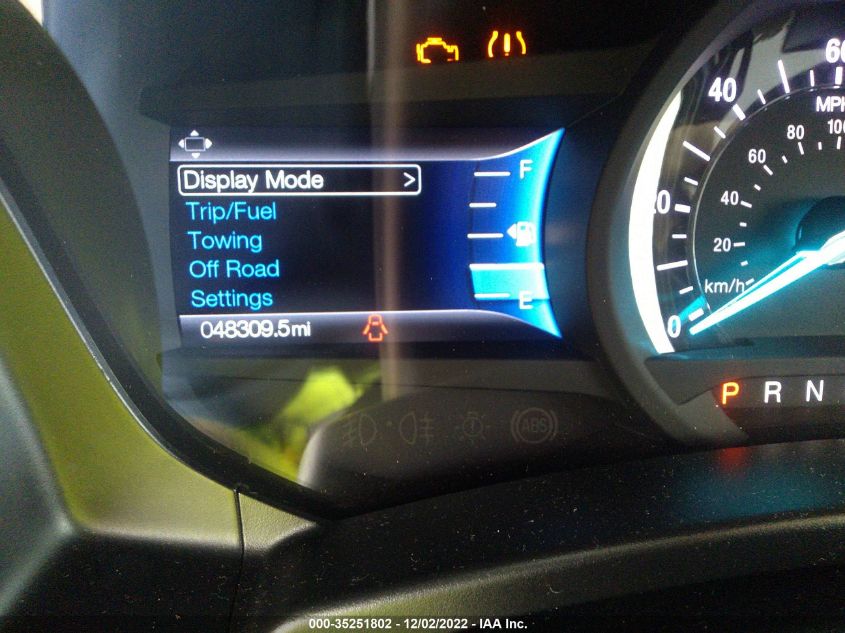 60
40
MPH
100
80
60
20
40
20
km/h
0
F
Display Mode >
Trip/Fuel
Towing
Off Road
Settings
E
048309.5mi
P R N
ABS
000-35251802 - 12/02/2022 - IAA Inc.